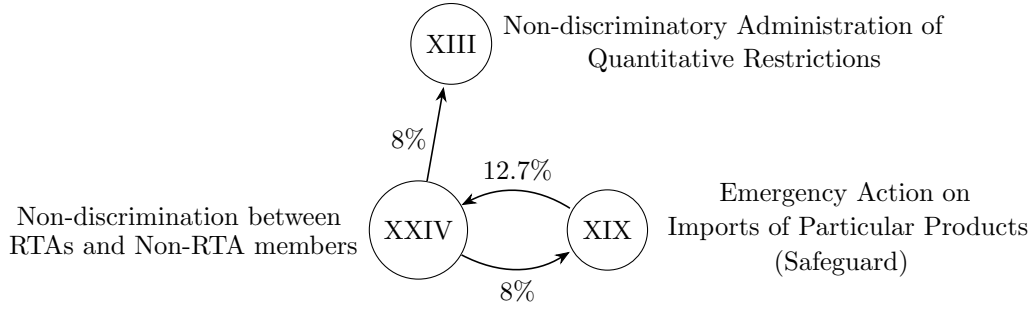 XIII
Non-discriminatory Administration of
Quantitative Restrictions
8%
12.7%
Non-discrimination between
RTAs and Non-RTA members
XXIV
XIX
Emergency Action on
Imports of Particular Products
(Safeguard)
8%